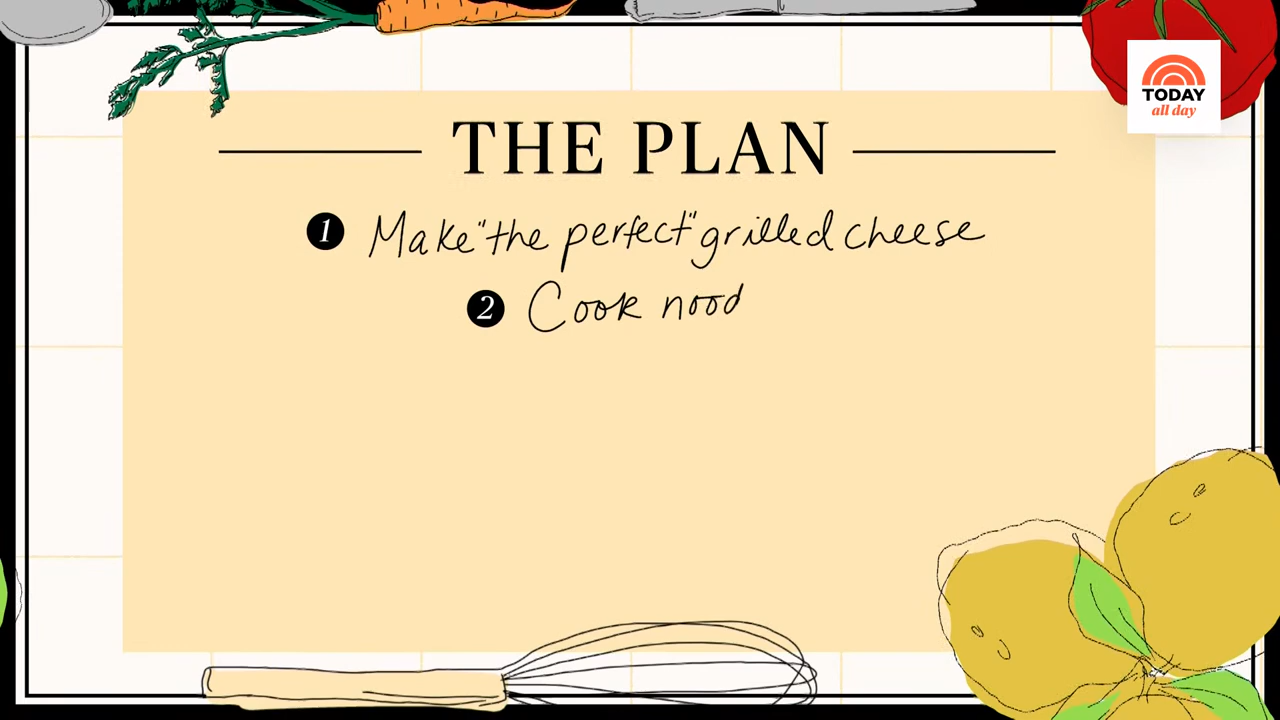 TODAY
all day
THE PLAN
1 Make "the perfect" grilled cheese
2 Cook nood